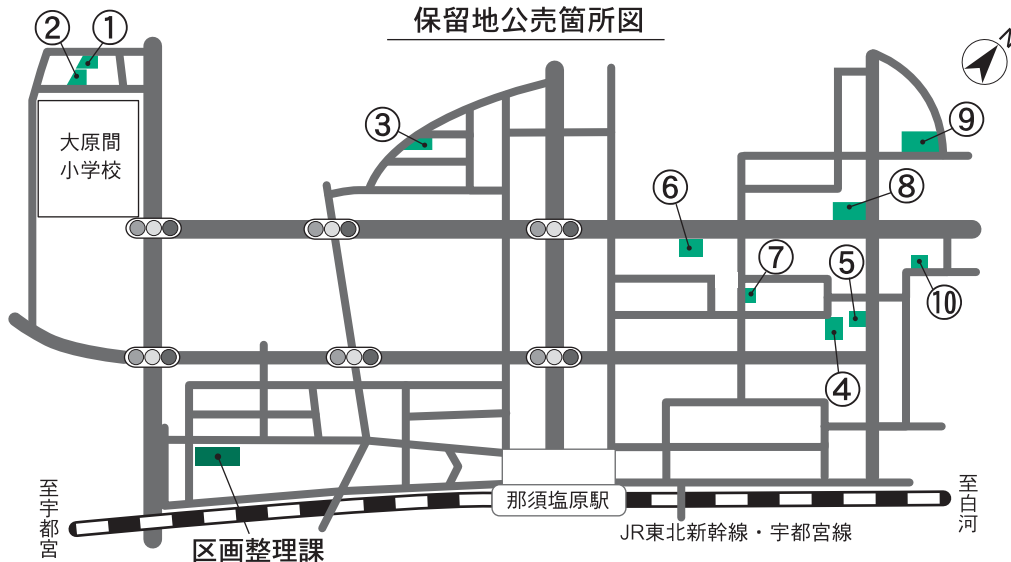 保留地公売箇所図
N
②
①
大原間
小学校
③
⑨
⑥
⑧
⑦
⑤
⑩
④
至宇都宮
区画整理課
那須塩原駅
JR東北新幹線・宇都宮線
至白河